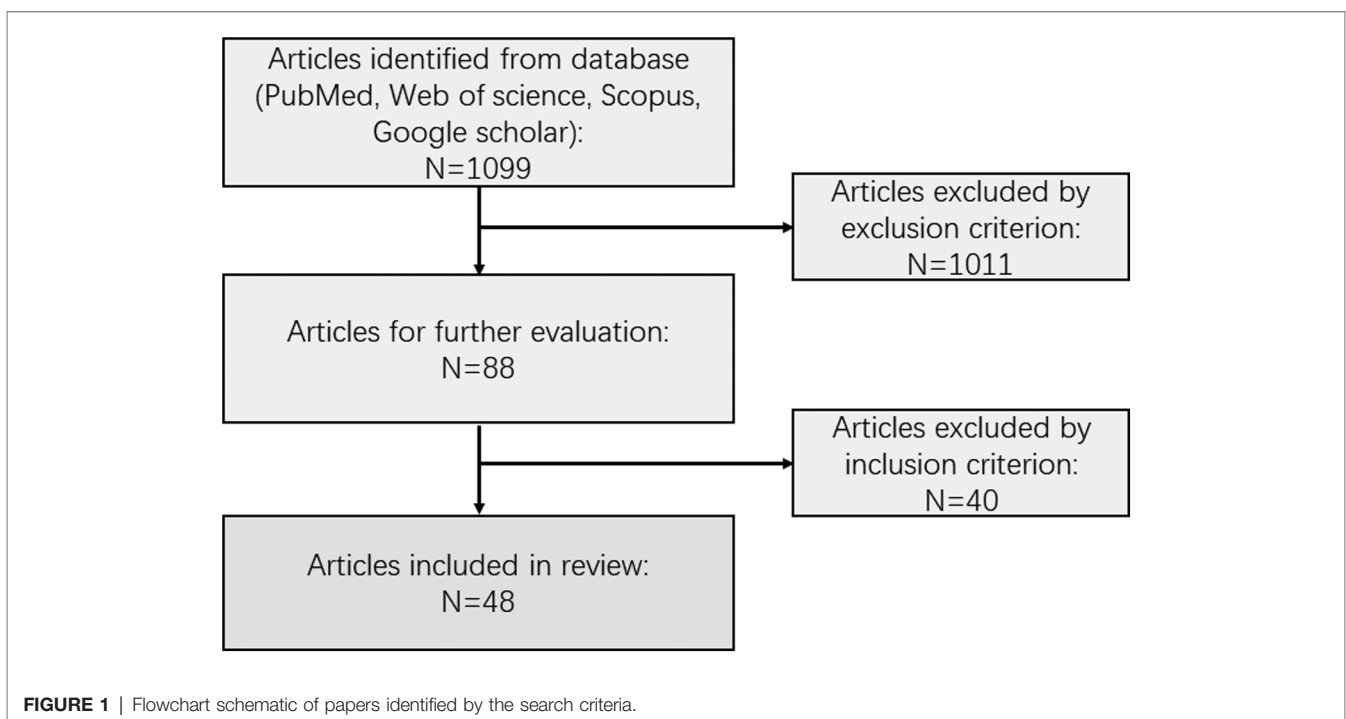 Articles identified from database
(PubMed, Web of science, Scopus,
Google scholar):
N=1099
Articles excluded by
exclusion criterion:
N=1011
Articles for further evaluation:
N=88
Articles excluded by
inclusion criterion:
N=40
Articles included in review:
N=48
FIGURE 1 | Flowchart schematic of papers identified by the search criteria.